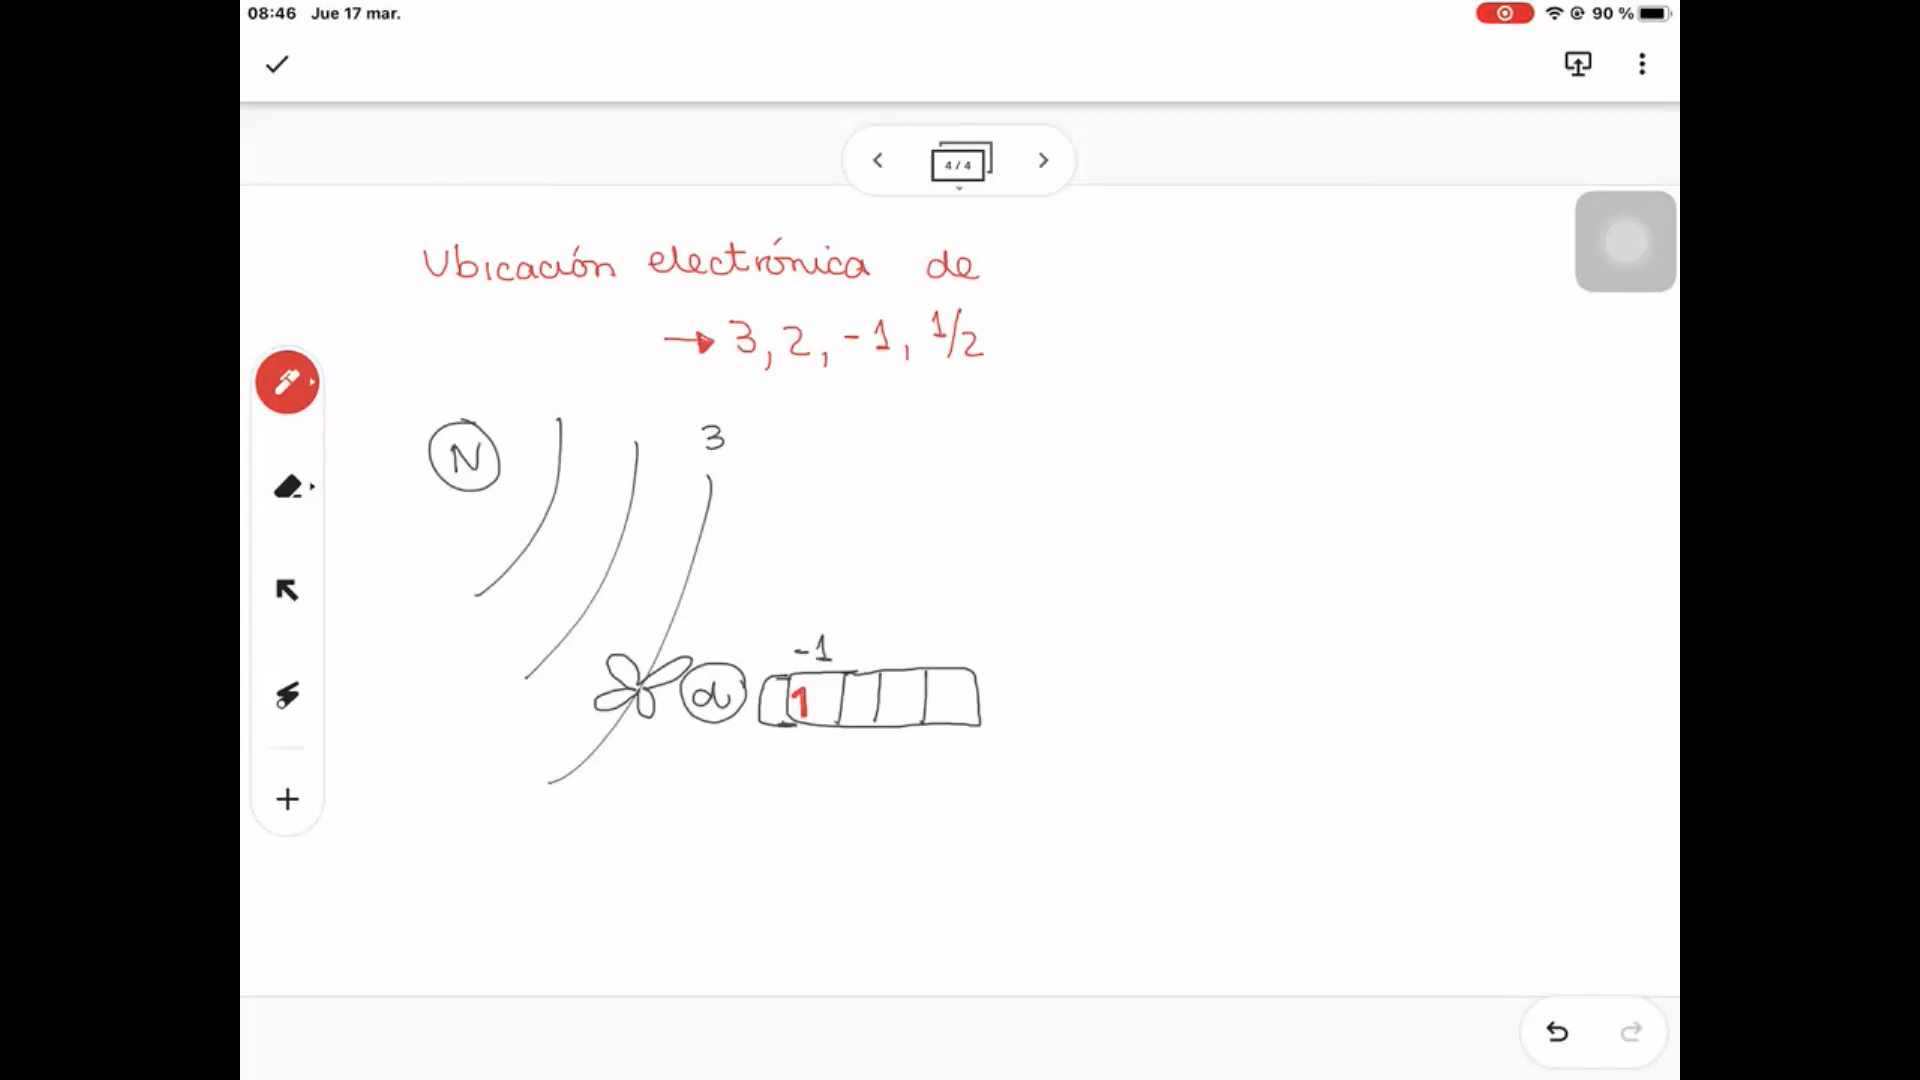 08:46 Jue 17 mar.
90 %
4/4
Ubicación electrónica de
→ 3, 2, -1, 1/2
N
3
-1
d
1